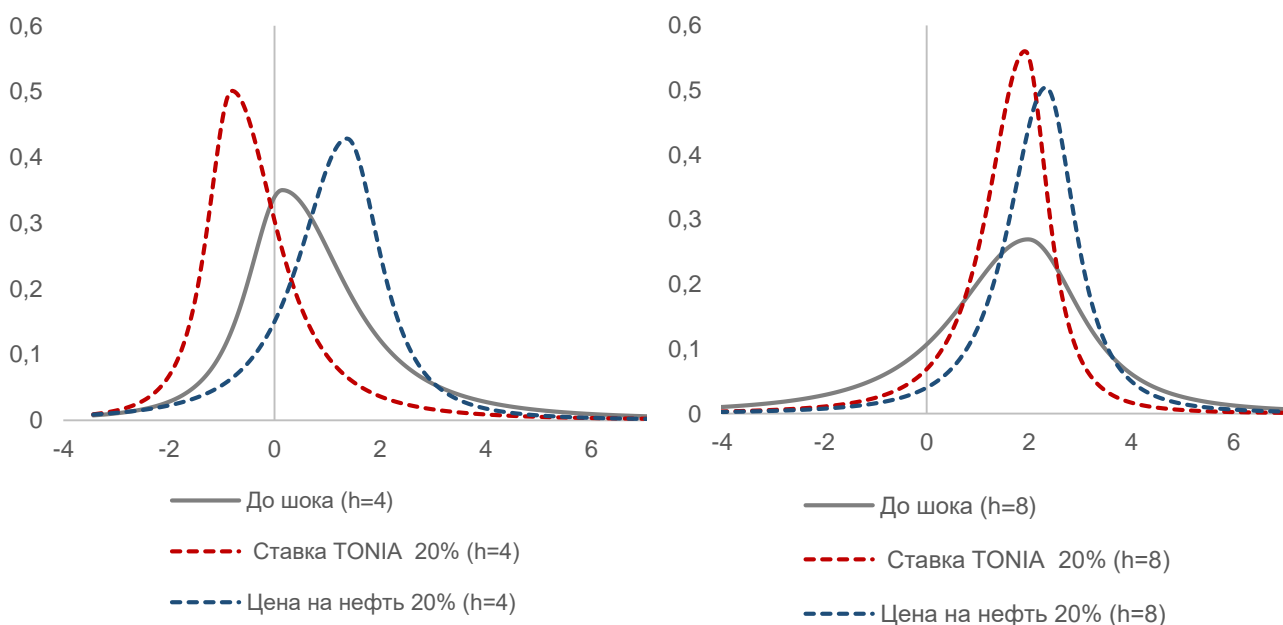 0,6
0,5
0,4
0,3
0,2
0,1
0
-4 -2 0 2 4 6
До шока (h=4)
Ставка TONIA 20% (h=4)
Цена на нефть 20% (h=4)
0,6
0,5
0,4
0,3
0,2
0,1
0
-4 -2 0 2 4 6
До шока (h=8)
Ставка TONIA 20% (h=8)
Цена на нефть 20% (h=8)